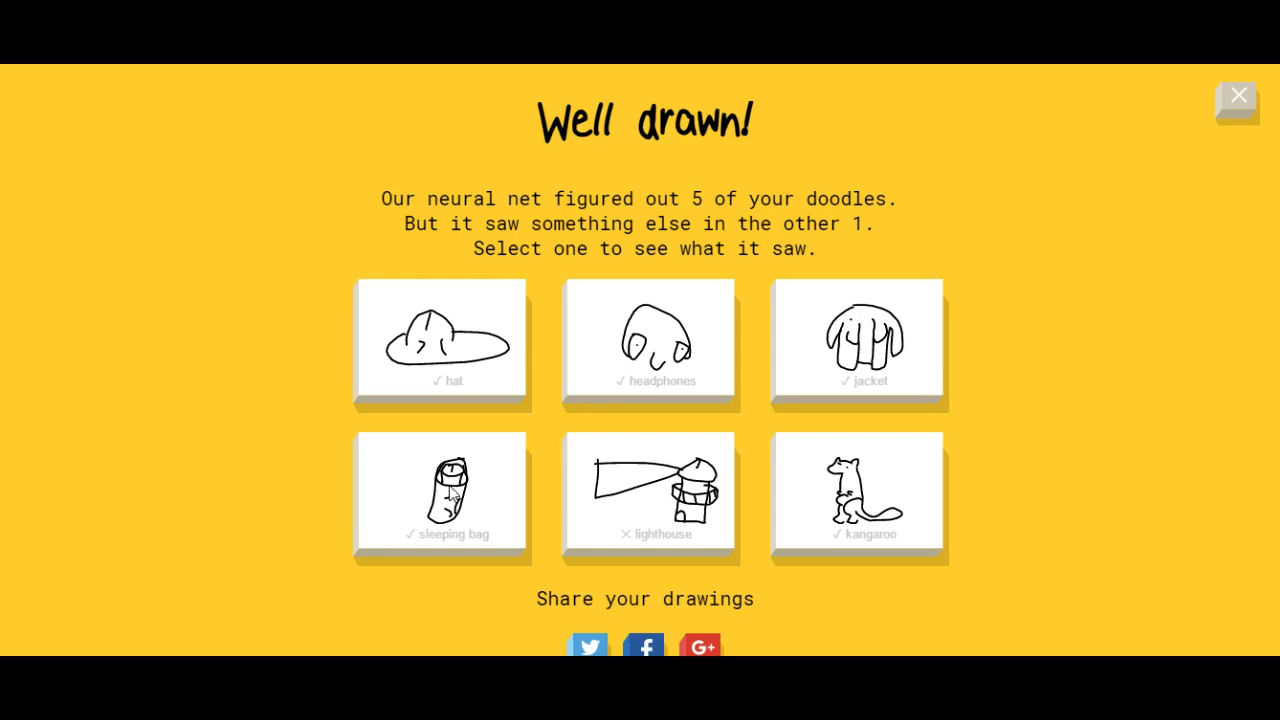 Well drawn!
Our neural net figured out 5 of your doodles.
But it saw something else in the other 1.
Select one to see what it saw.
✓ hat
✓ headphones
✓ jacket
✓ sleeping bag
✕ lighthouse
✓ kangaroo
Share your drawings
G+